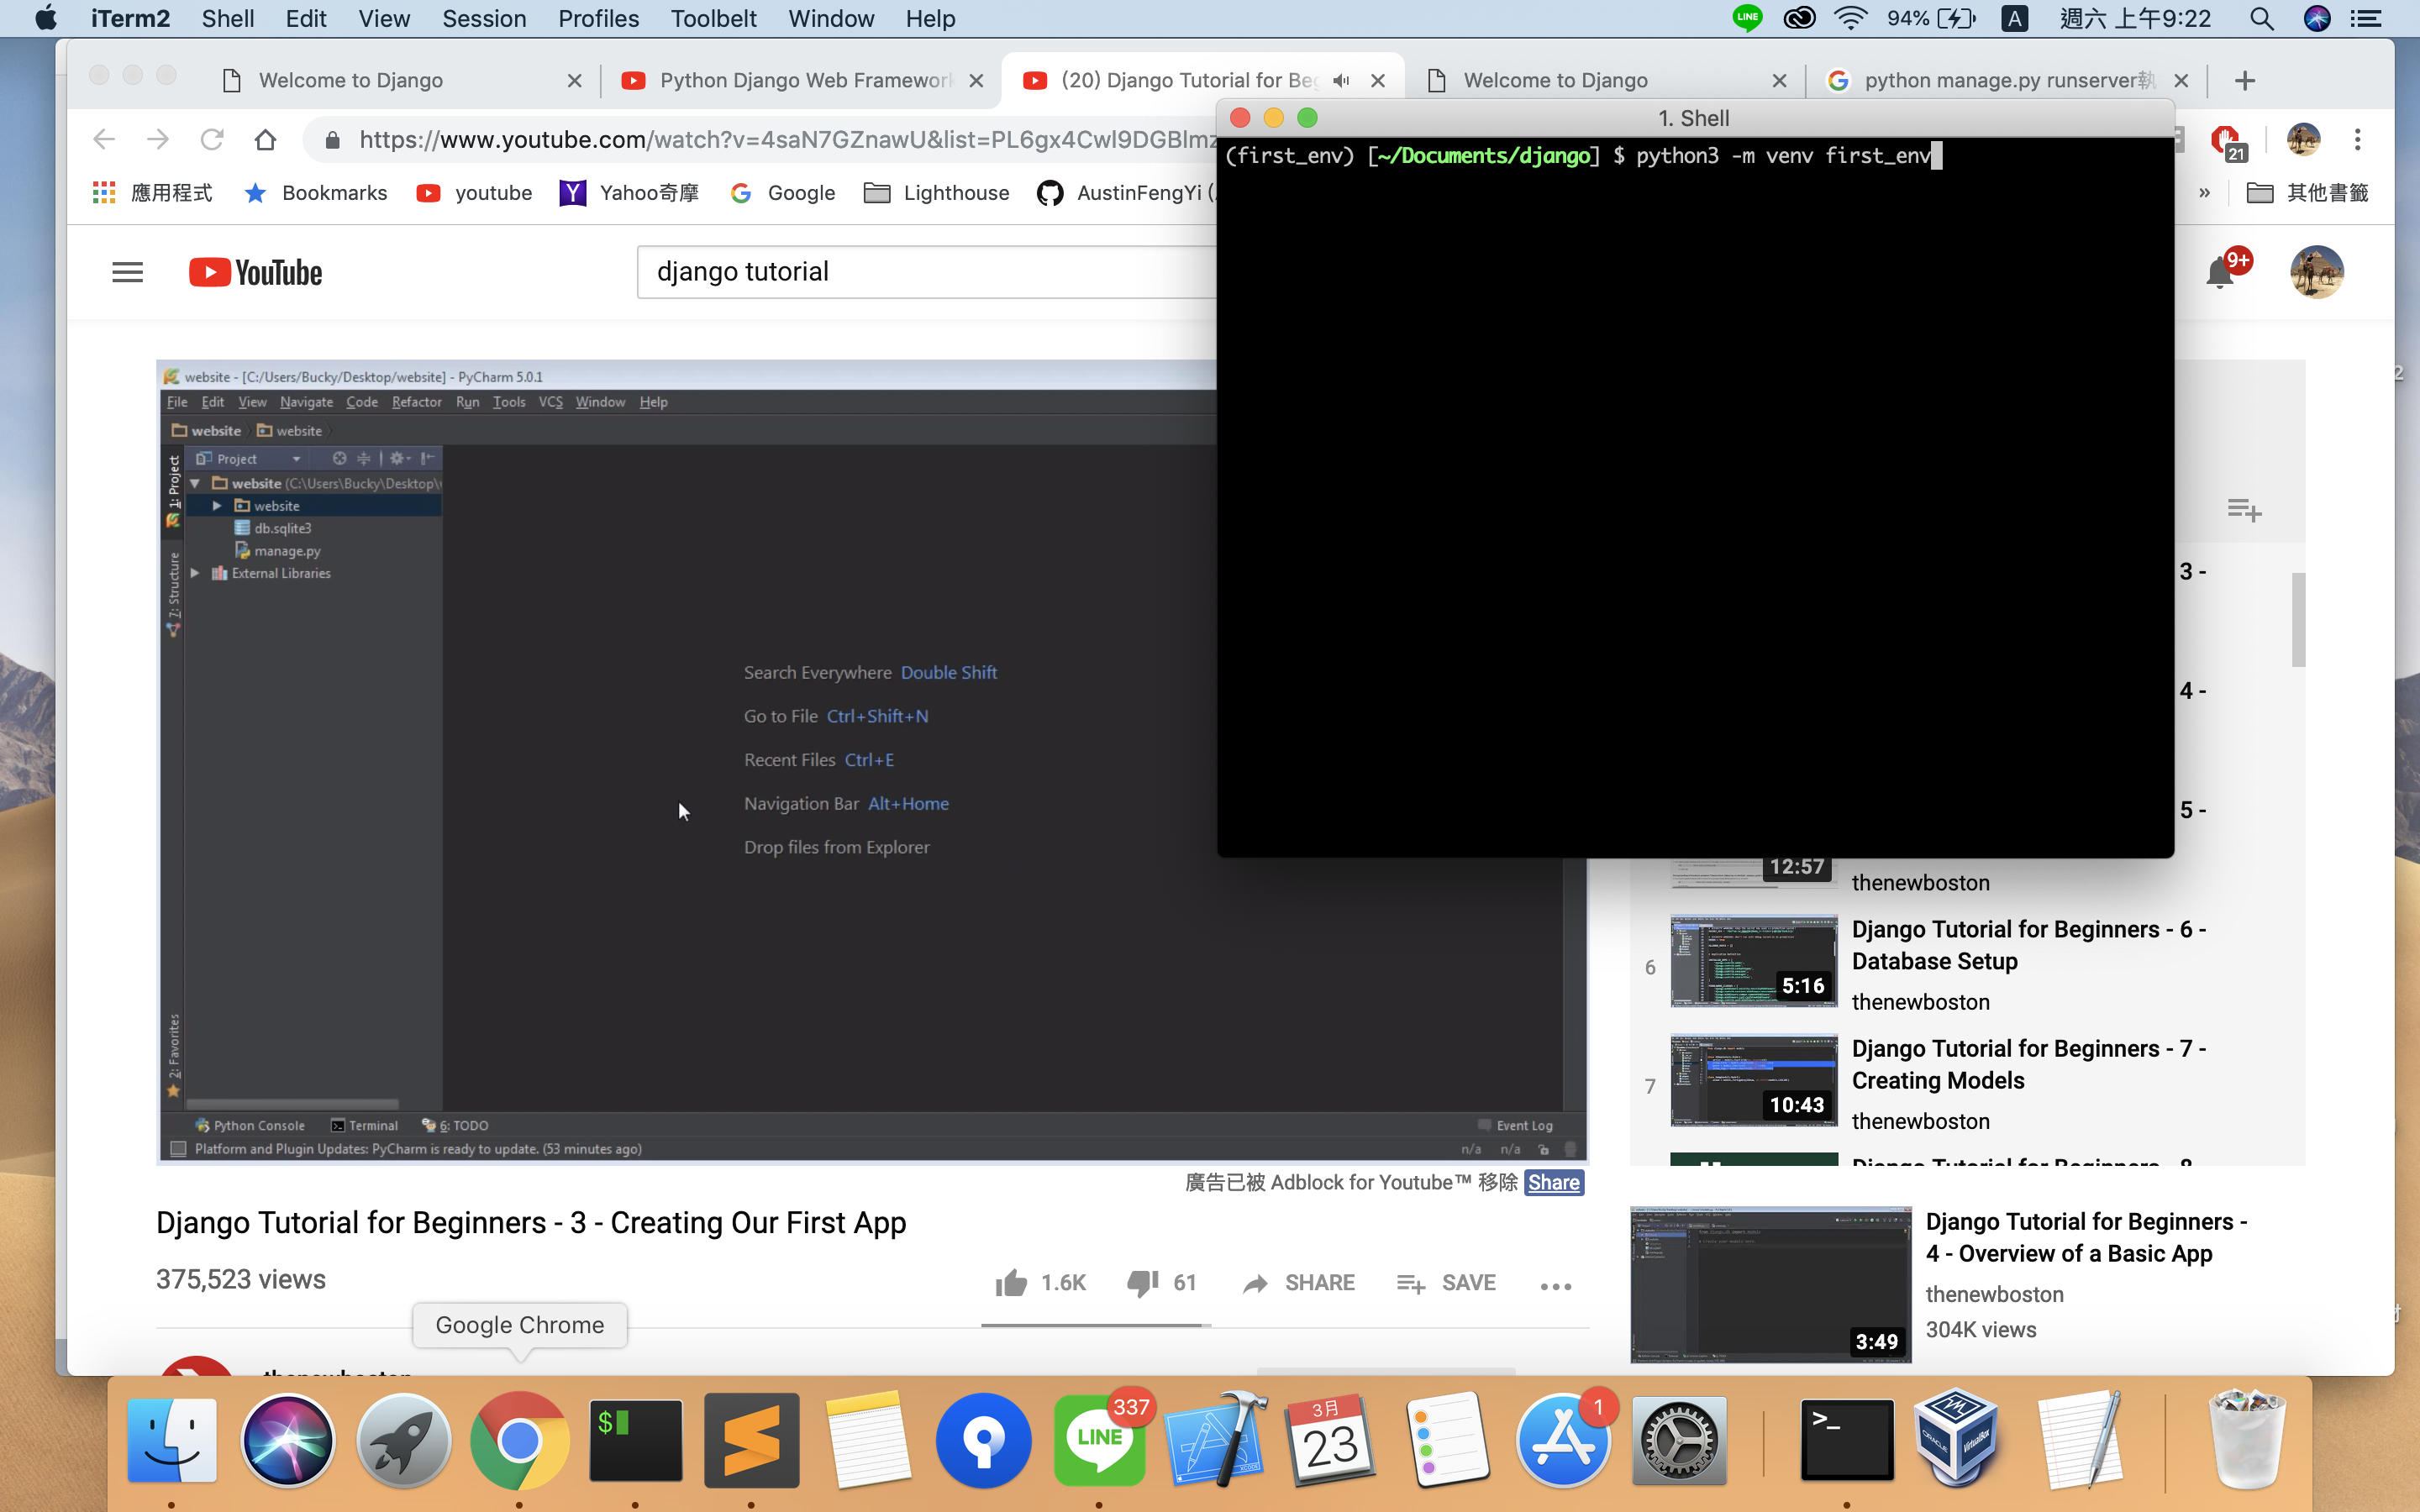 iTerm2 Shell Edit View Session Profiles Toolbelt Window Help
LINE 94% A 週六 上午9:22
Welcome to Django
Python Django Web Framework
(20) Django Tutorial for Beg
Welcome to Django
python manage.py runserver執
https://www.youtube.com/watch?v=4saN7GZnawU&list=PL6gx4Cwl9DGBlmz
21
應用程式 Bookmarks youtube Yahoo奇摩 Google Lighthouse AustinFengYi (
» 其他書籤
1. Shell
(first_env) [~/Documents/django] $ python3 -m venv first_env
YouTube
django tutorial
9+
website - [C:/Users/Bucky/Desktop/website] - PyCharm 5.0.1
File Edit View Navigate Code Refactor Run Tools VCS Window Help
website website
Project
1: Project
7: Structure
2: Favorites
website (C:\Users\Bucky\Desktop\
website
db.sqlite3
manage.py
External Libraries
Search Everywhere Double Shift
Go to File Ctrl+Shift+N
Recent Files Ctrl+E
Navigation Bar Alt+Home
Drop files from Explorer
Python Console Terminal 6: TODO
Event Log
Platform and Plugin Updates: PyCharm is ready to update. (53 minutes ago)
n/a n/a
廣告已被 Adblock for Youtube™ 移除 Share
Django Tutorial for Beginners - 3 - Creating Our First App
375,523 views
1.6K 61 SHARE SAVE
thenewboston
3 -
4 -
5 -
12:57
thenewboston
6
5:16
Django Tutorial for Beginners - 6 -
Database Setup
thenewboston
7
10:43
Django Tutorial for Beginners - 7 -
Creating Models
thenewboston
Django Tutorial for Beginners - 8
3:49
Django Tutorial for Beginners -
4 - Overview of a Basic App
thenewboston
304K views
Google Chrome
$
LINE
337
3月
23
1
>_